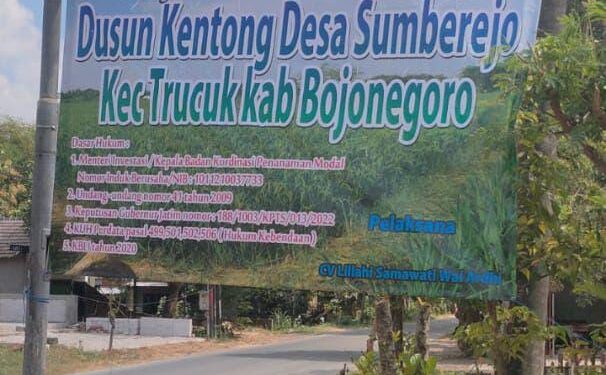 Dusun Kentong Desa Sumberejo
Kec Trucuk kab Bojonegoro
Dasar Hukum :
1. Menteri Investasi / Kepala Badan Kurdinasi Penanaman Modal
Nomor Induk Berusaha/NIB : 1011240037733
2. Undang-undang nomor 41 tahun 2009
3. Keputusan Gubernur Jatim nomor : 188/1003/KPTS/013/2022
4. KUH Perdata pasal 499,501,502,506 ( Hukum Kebendaan )
5. KBLI tahun 2020
Pelaksana
CV Lillahi Samawati Wal Ardhi